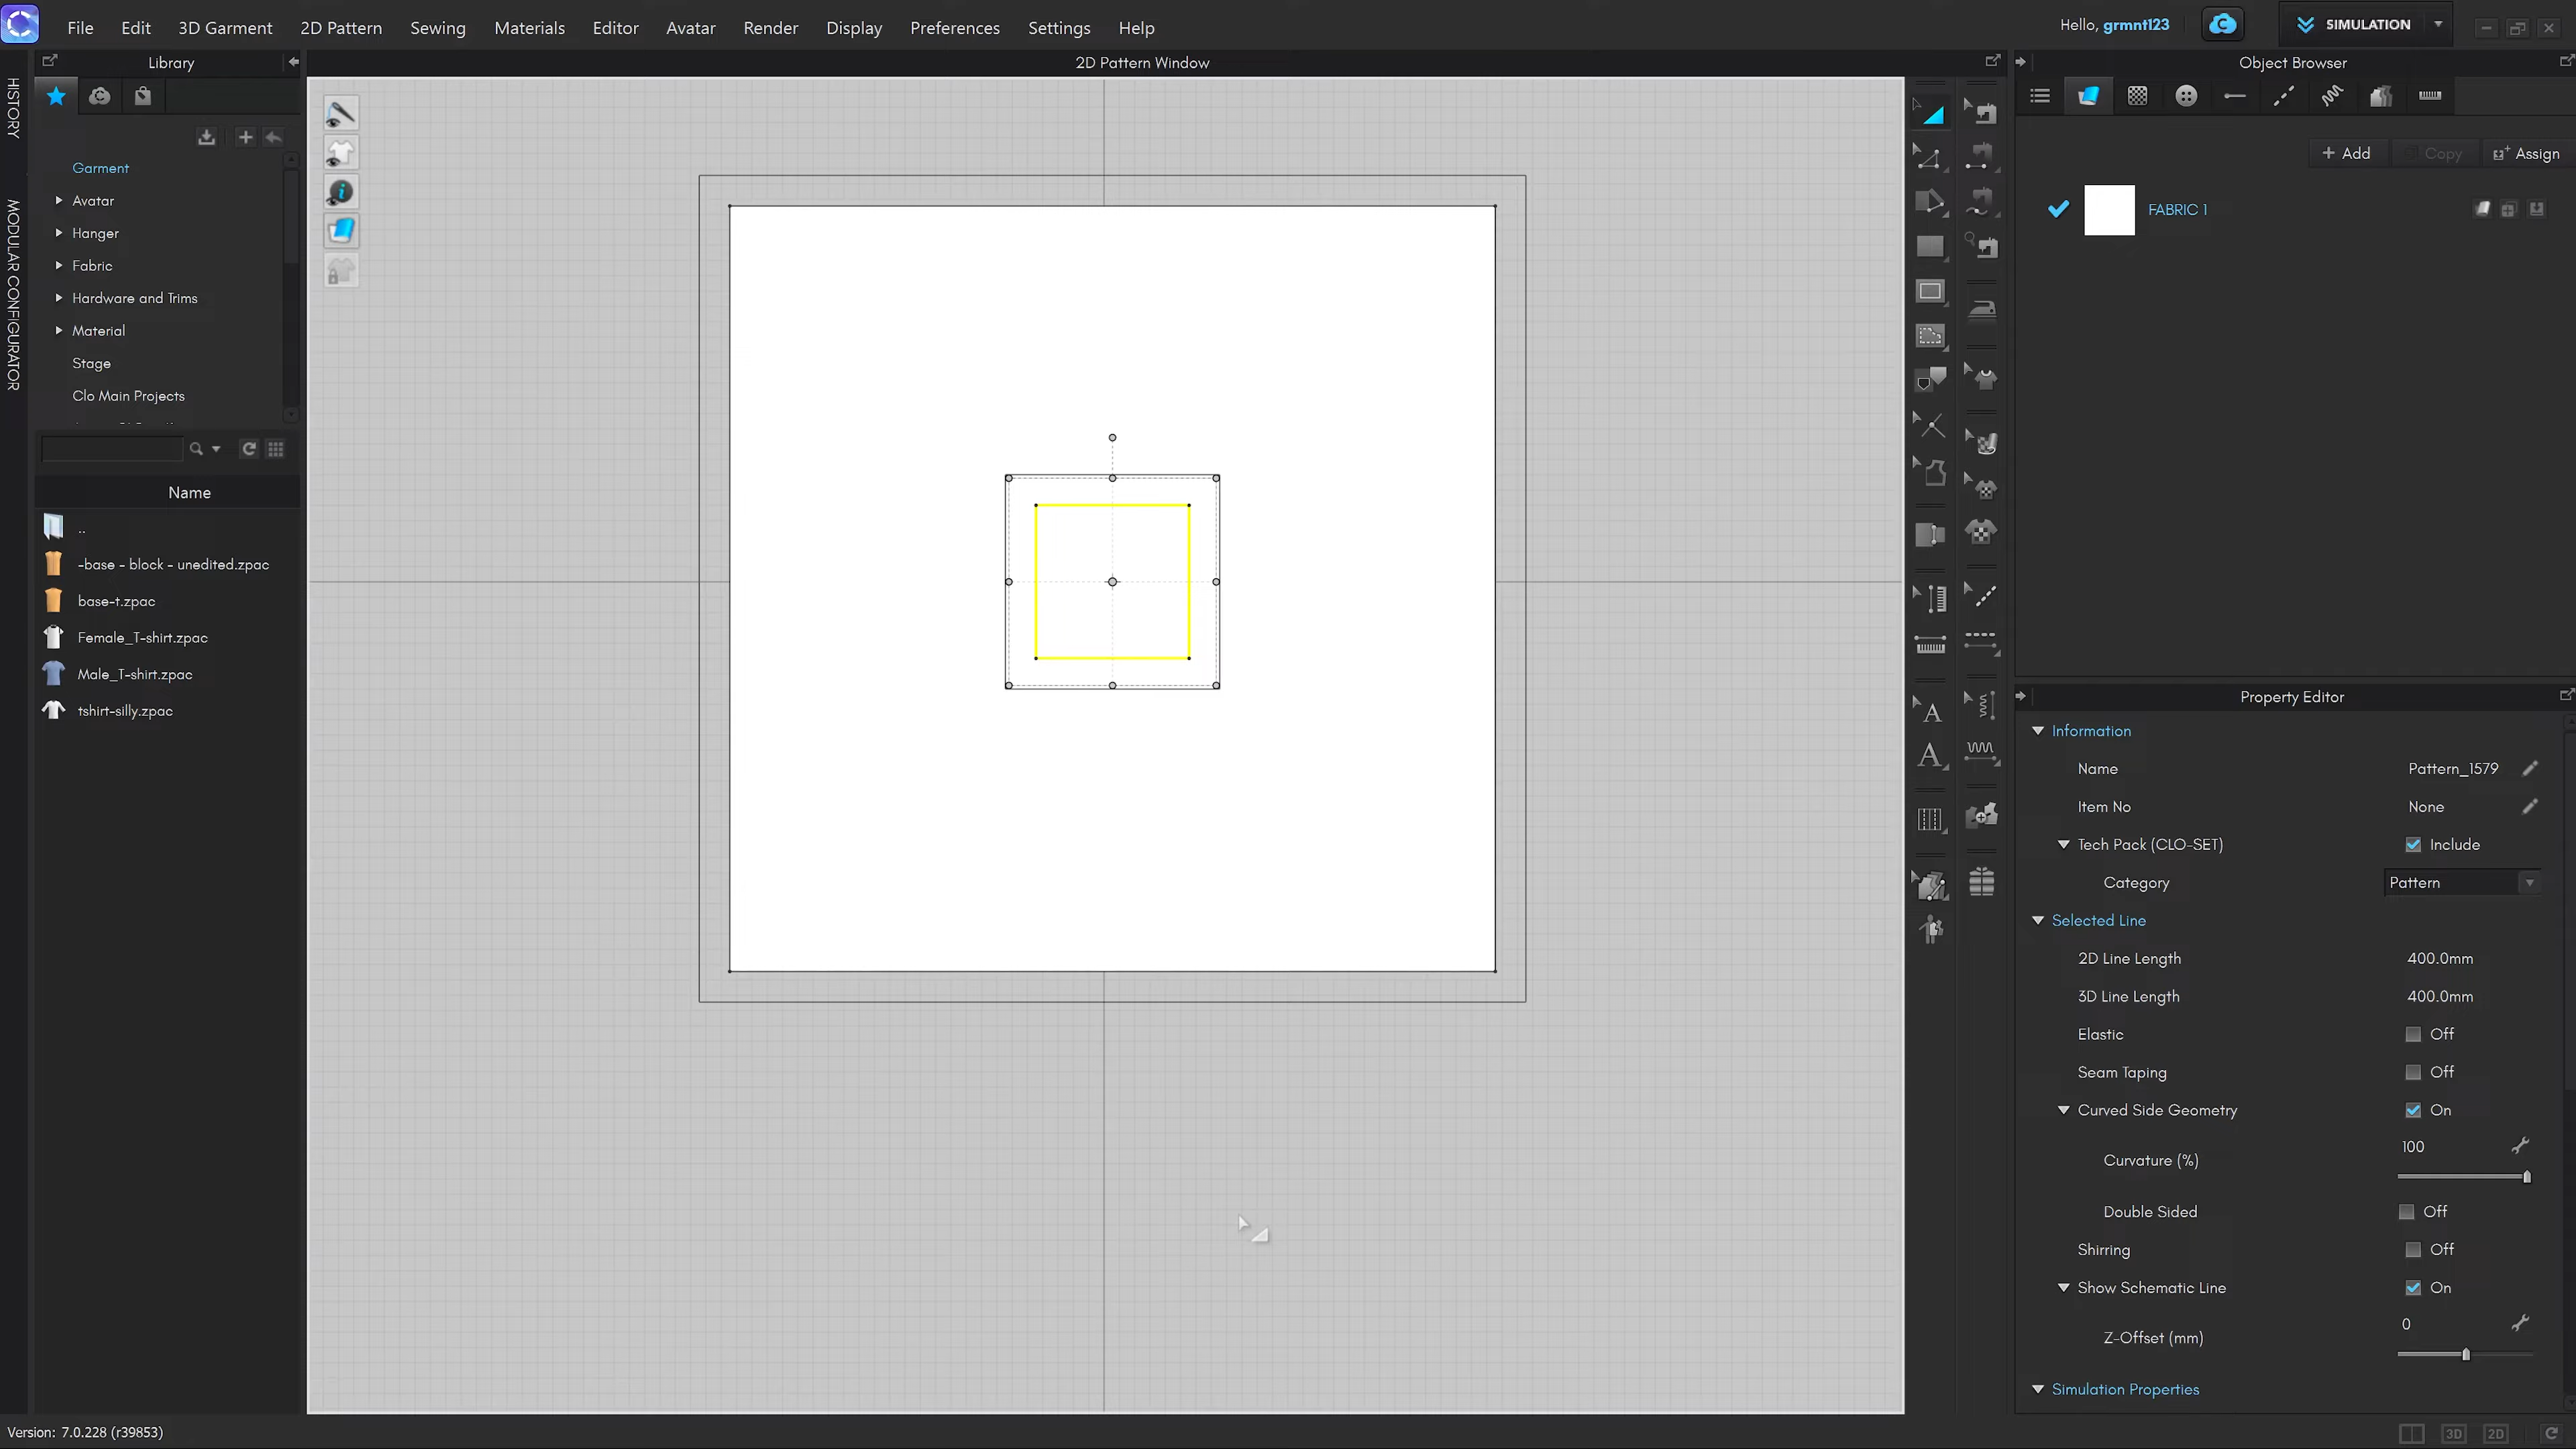 File Edit 3D Garment 2D Pattern Sewing Materials Editor Avatar Render Display Preferences Settings Help
Hello, grmnt123
SIMULATION
HISTORY
MODULAR CONFIGURATOR
Library
Garment
Avatar
Hanger
Fabric
Hardware and Trims
Material
Stage
Clo Main Projects
Name
..
-base - block - unedited.zpac
base-t.zpac
Female_T-shirt.zpac
Male_T-shirt.zpac
tshirt-silly.zpac
2D Pattern Window
Object Browser
+ Add Copy Assign
FABRIC 1
Property Editor
Information
Name Pattern_1579
Item No None
Tech Pack (CLO-SET) Include
Category Pattern
Selected Line
2D Line Length 400.0mm
3D Line Length 400.0mm
Elastic Off
Seam Taping Off
Curved Side Geometry On
Curvature (%) 100
Double Sided Off
Shirring Off
Show Schematic Line On
Z-Offset (mm) 0
Simulation Properties
Version: 7.0.228 (r39853)
3D 2D